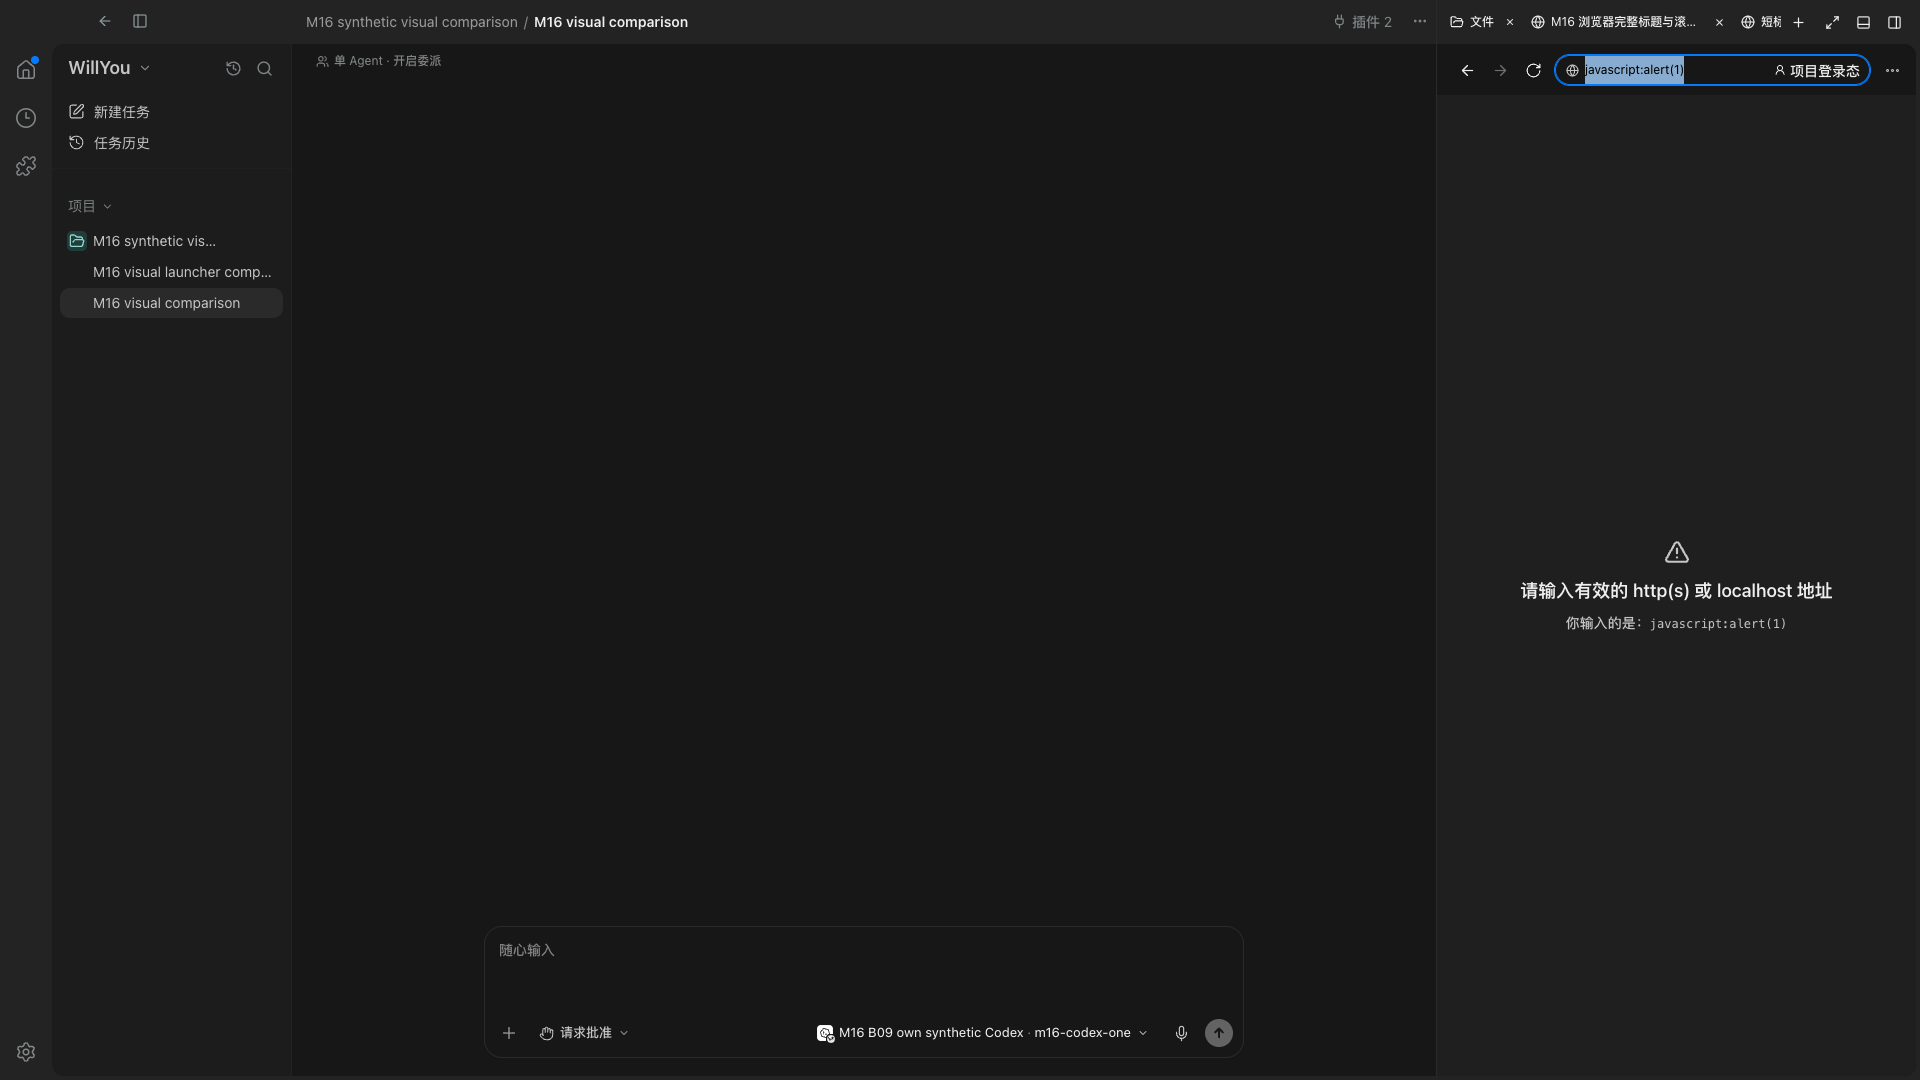 M16 synthetic visual comparison / M16 visual comparison
插件 2
文件
M16 浏览器完整标题与滚...
短标
WillYou
新建任务
任务历史
项目
M16 synthetic vis...
M16 visual launcher comp...
M16 visual comparison
单 Agent · 开启委派
javascript:alert(1)
项目登录态
请输入有效的 http(s) 或 localhost 地址
你输入的是: javascript:alert(1)
随心输入
请求批准
M16 B09 own synthetic Codex · m16-codex-one